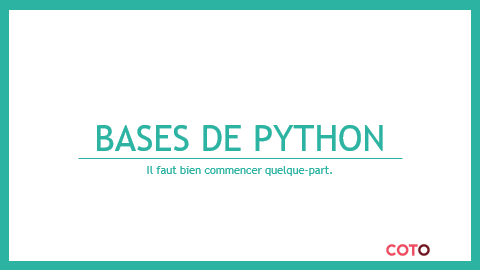 BASES DE PYTHON
Il faut bien commencer quelque-part.
COTO